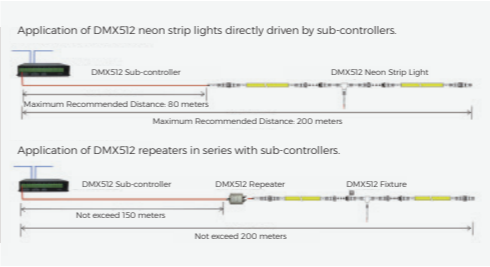 Application of DMX512 neon strip lights directly driven by sub-controllers.
DMX512 Sub-controller
DMX512 Neon Strip Light
Maximum Recommended Distance: 80 meters
Maximum Recommended Distance: 200 meters
Application of DMX512 repeaters in series with sub-controllers.
DMX512 Sub-controller
DMX512 Repeater
DMX512 Fixture
Not exceed 150 meters
Not exceed 200 meters